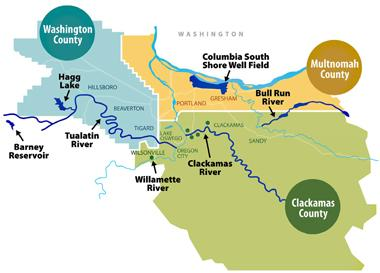 Washington
County
WASHINGTON
Columbia South
Shore Well Field
Multnomah
County
Hagg
Lake
HILLSBORO
BEAVERTON
PORTLAND
GRESHAM
Bull Run
River
Tualatin
River
TIGARD
LAKE
OSWEGO
CLACKAMAS
SANDY
Barney
Reservoir
WILSONVILLE
OREGON
CITY
Clackamas
River
Willamette
River
Clackamas
County